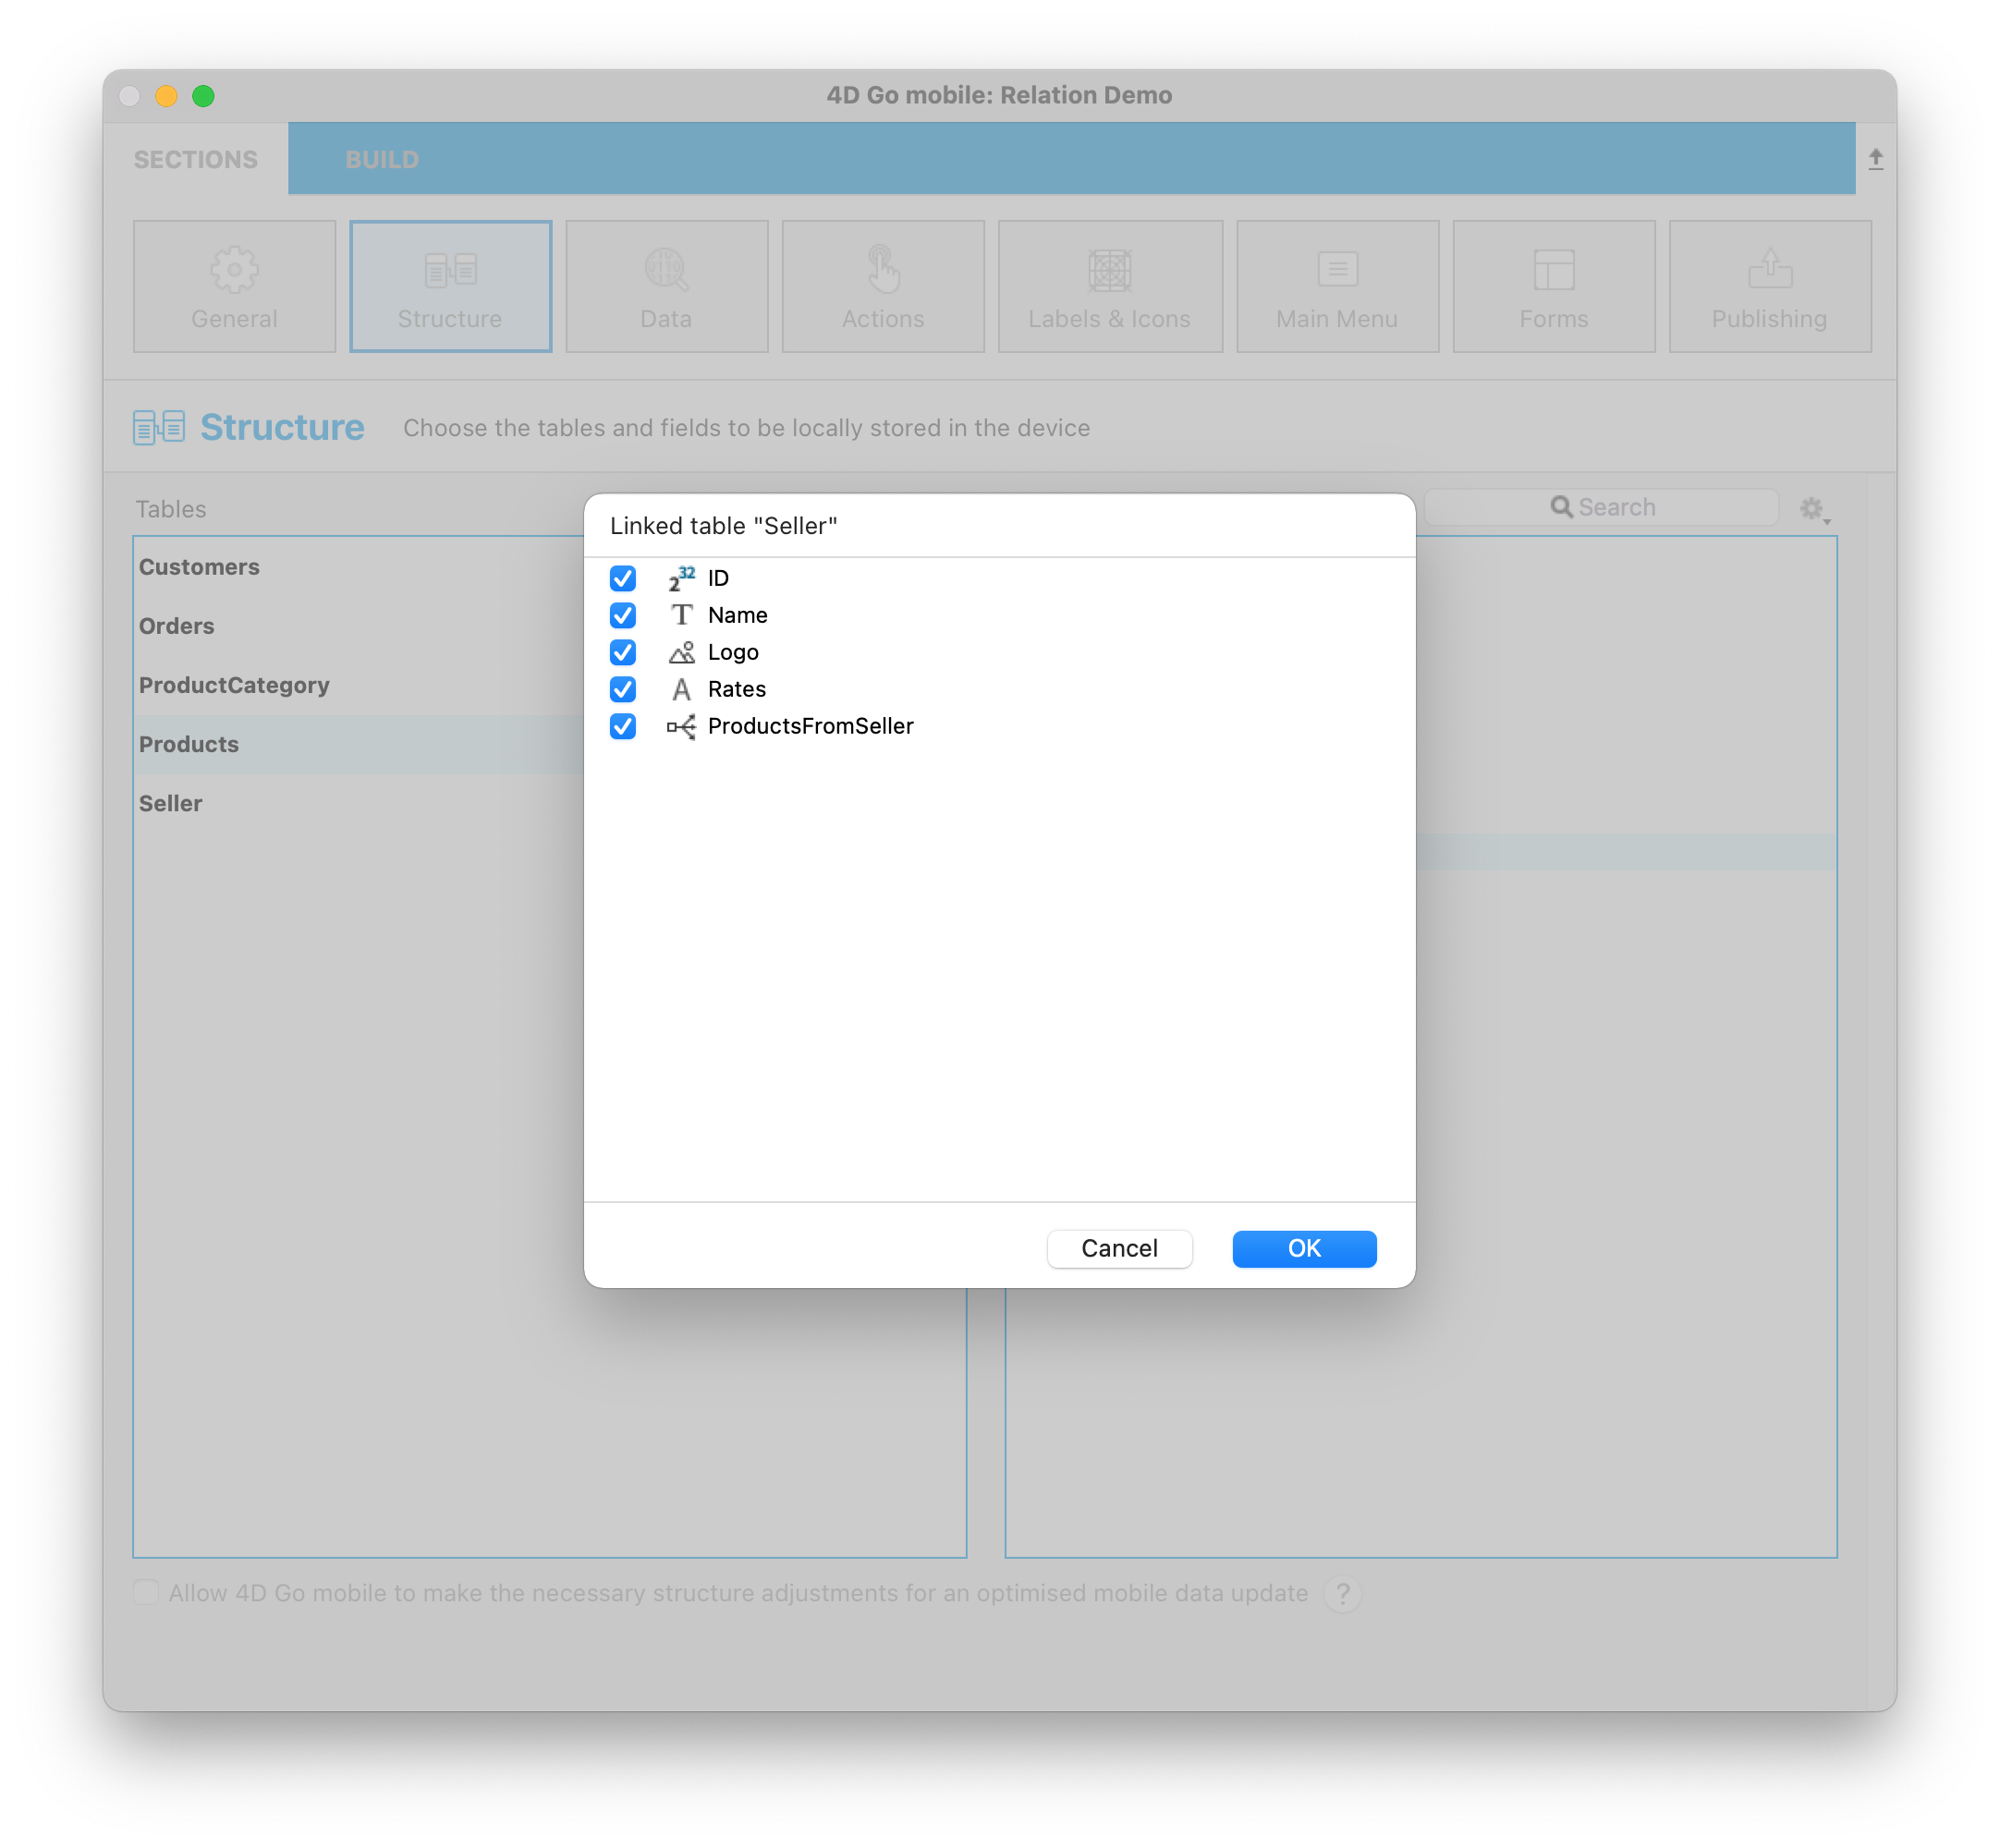 4D Go mobile: Relation Demo
SECTIONS BUILD
General Structure Data Actions Labels & Icons Main Menu Forms Publishing
Structure Choose the tables and fields to be locally stored in the device
Tables
Search
Customers
Orders
ProductCategory
Products
Seller
Linked table "Seller"
2 32 ID
T Name
Logo
A Rates
ProductsFromSeller
Cancel OK
Allow 4D Go mobile to make the necessary structure adjustments for an optimised mobile data update ?